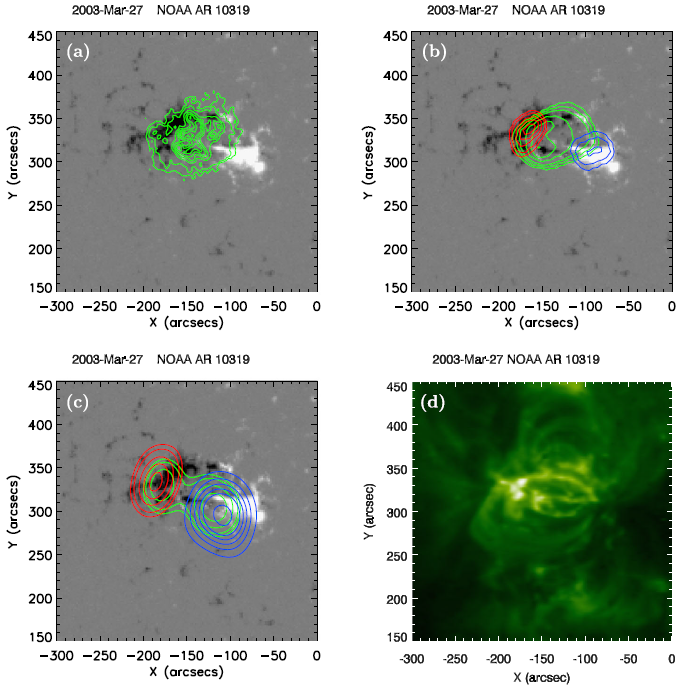 2003-Mar-27 NOAA AR 10319
(a)
450
400
350
300
250
200
150
Y (arcsecs)
-300 -250 -200 -150 -100 -50 0
X (arcsecs)
2003-Mar-27 NOAA AR 10319
(b)
450
400
350
300
250
200
150
Y (arcsecs)
-300 -250 -200 -150 -100 -50 0
X (arcsecs)
2003-Mar-27 NOAA AR 10319
(c)
450
400
350
300
250
200
150
Y (arcsecs)
-300 -250 -200 -150 -100 -50 0
X (arcsecs)
2003-Mar-27 NOAA AR 10319
(d)
450
400
350
300
250
200
150
Y (arcsec)
-300 -250 -200 -150 -100 -50 0
X (arcsec)